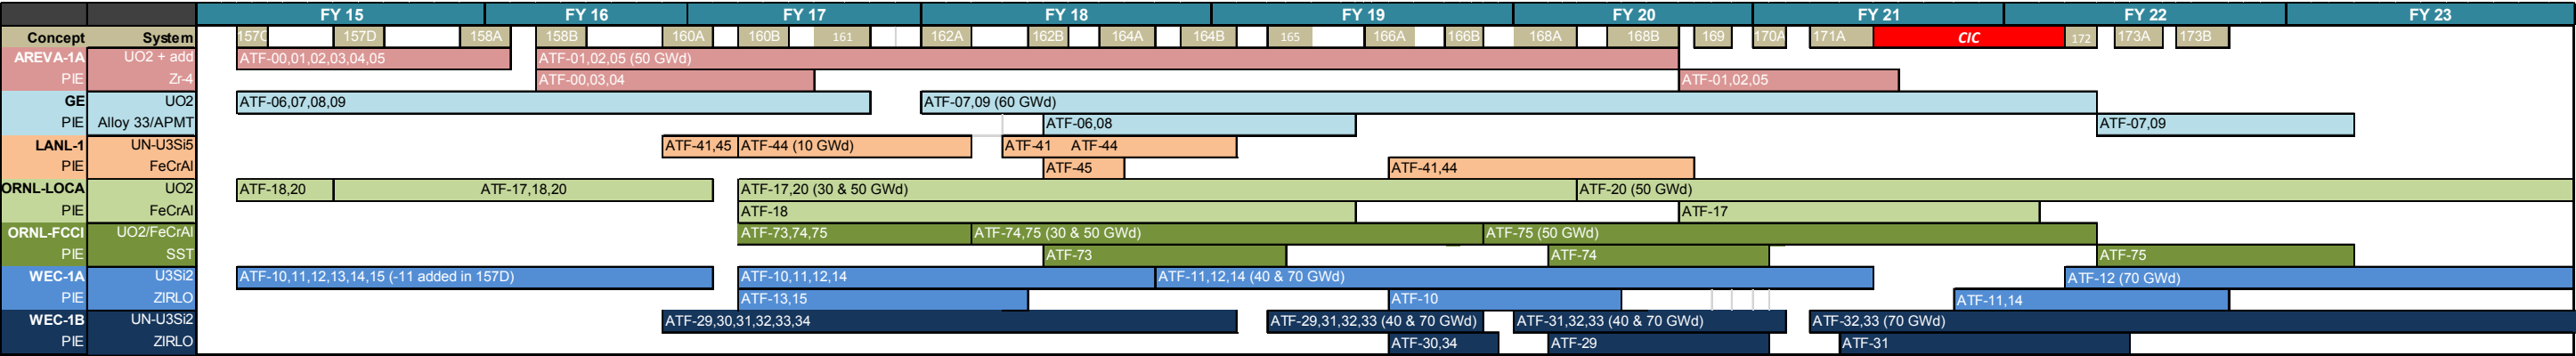 FY 15 FY 16 FY 17 FY 18 FY 19 FY 20 FY 21 FY 22 FY 23
Concept System 157C 157D 158A 158B 160A 160B 161 162A 162B 164A 164B 165 166A 166B 168A 168B 169 170A 171A CIC 172 173A 173B
AREVA-1A UO2 + add ATF-00,01,02,03,04,05 ATF-01,02,05 (50 GWd)
PIE Zr-4 ATF-00,03,04 ATF-01,02,05
GE UO2 ATF-06,07,08,09 ATF-07,09 (60 GWd)
PIE Alloy 33/APMT ATF-06,08 ATF-07,09
LANL-1 UN-U3Si5 ATF-41,45 ATF-44 (10 GWd) ATF-41 ATF-44
PIE FeCrAl ATF-45 ATF-41,44
ORNL-LOCA UO2 ATF-18,20 ATF-17,18,20 ATF-17,20 (30 & 50 GWd) ATF-20 (50 GWd)
PIE FeCrAl ATF-18 ATF-17
ORNL-FCCI UO2/FeCrAl ATF-73,74,75 ATF-74,75 (30 & 50 GWd) ATF-75 (50 GWd)
PIE SST ATF-73 ATF-74 ATF-75
WEC-1A U3Si2 ATF-10,11,12,13,14,15 (-11 added in 157D) ATF-10,11,12,14 ATF-11,12,14 (40 & 70 GWd) ATF-12 (70 GWd)
PIE ZIRLO ATF-13,15 ATF-10 ATF-11,14
WEC-1B UN-U3Si2 ATF-29,30,31,32,33,34 ATF-29,31,32,33 (40 & 70 GWd) ATF-31,32,33 (40 & 70 GWd) ATF-32,33 (70 GWd)
PIE ZIRLO ATF-30,34 ATF-29 ATF-31